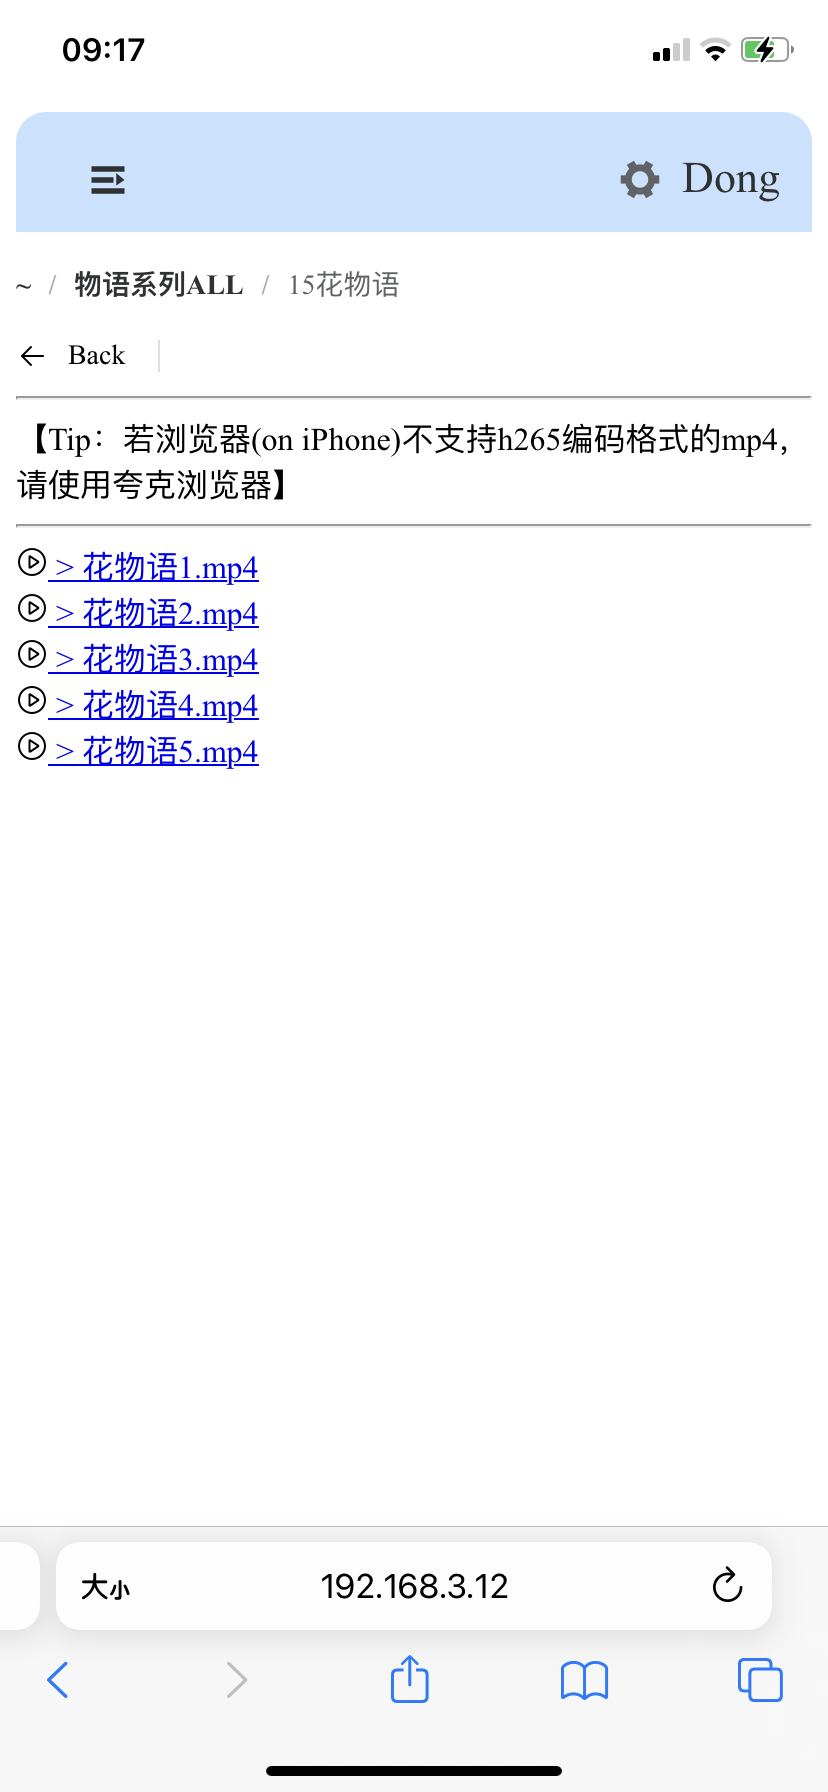 09:17
Dong
~ / 物语系列ALL / 15花物语
Back
【Tip：若浏览器(on iPhone)不支持h265编码格式的mp4,
请使用夸克浏览器】
> 花物语1.mp4
> 花物语2.mp4
> 花物语3.mp4
> 花物语4.mp4
> 花物语5.mp4
大小 192.168.3.12